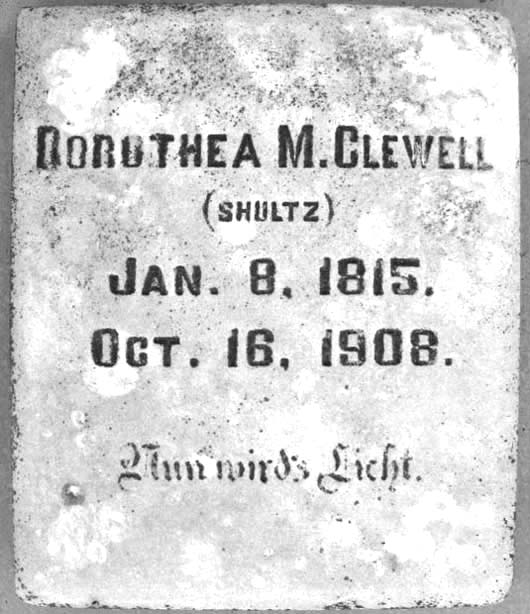 DOROTHEA M. CLEWELL
(SHULTZ)
JAN. 8, 1815.
OCT. 16, 1908.
Nun wird's Licht.